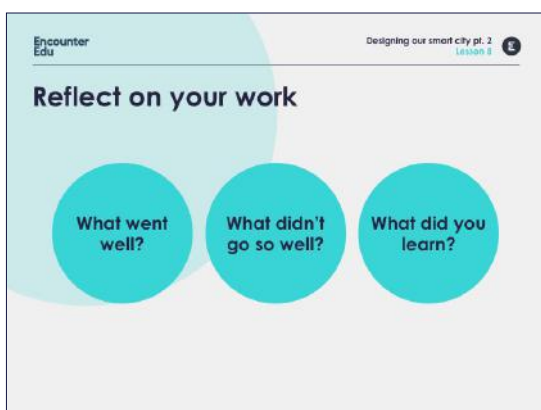 Encounter
Edu
Designing our smart city pt. 2
Lesson 8
E
Reflect on your work
What went
well?
What didn't
go so well?
What did you
learn?